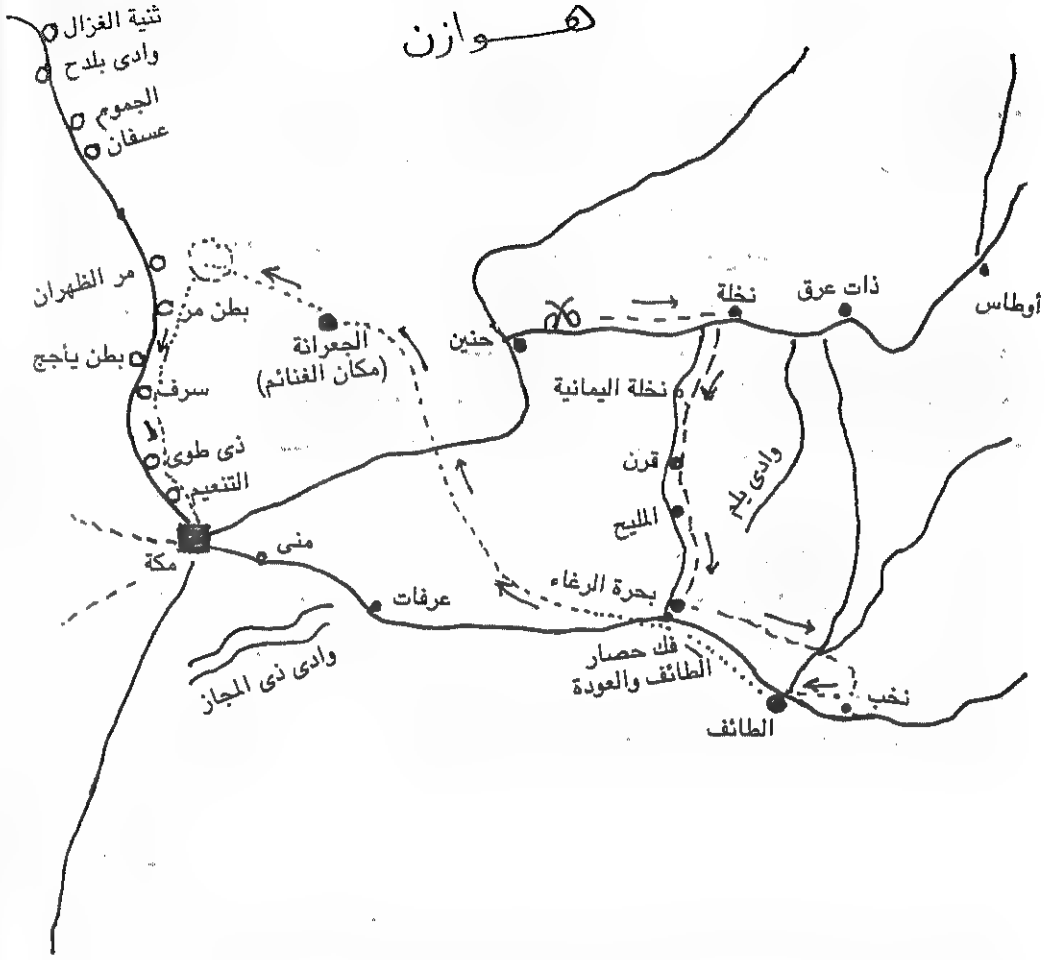 هوازن
ثنية الغزال
وادى بلدح
الجموم
عسفان
مر الظهران
بطن مر
بطن يأجج
سرف
ذى طوى
التنعيم
مكة
منى
عرفات
وادى ذى المجاز
الجعرانة
(مكان الغنائم)
حنين
نخلة
ذات عرق
أوطاس
نخلة اليمانية
قرن
المليح
وادى يلم
بحرة الرغاء
فك حصار
الطائف والعودة
نخب
الطائف